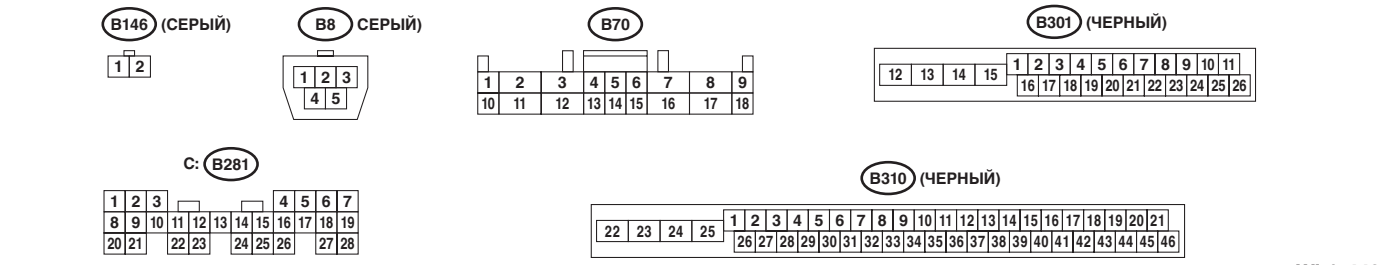 B146 (СЕРЫЙ)
B8 СЕРЫЙ)
B70
B301 (ЧЕРНЫЙ)
1 2
1 2 3
4 5
1 2 3 4 5 6 7 8 9
10 11 12 13 14 15 16 17 18
12 13 14 15 1 2 3 4 5 6 7 8 9 10 11
16 17 18 19 20 21 22 23 24 25 26
C: B281
B310 (ЧЕРНЫЙ)
1 2 3 4 5 6 7
8 9 10 11 12 13 14 15 16 17 18 19
20 21 22 23 24 25 26 27 28
22 23 24 25 1 2 3 4 5 6 7 8 9 10 11 12 13 14 15 16 17 18 19 20 21
26 27 28 29 30 31 32 33 34 35 36 37 38 39 40 41 42 43 44 45 46